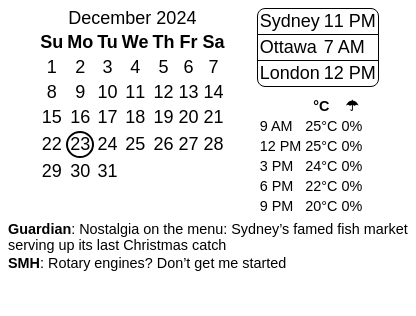 December 2024
Su Mo Tu We Th Fr Sa
1 2 3 4 5 6 7
8 9 10 11 12 13 14
15 16 17 18 19 20 21
22 23 24 25 26 27 28
29 30 31
Sydney 11 PM
Ottawa 7 AM
London 12 PM
°C ☂
9 AM 25°C 0%
12 PM 25°C 0%
3 PM 24°C 0%
6 PM 22°C 0%
9 PM 20°C 0%
Guardian: Nostalgia on the menu: Sydney’s famed fish market
serving up its last Christmas catch
SMH: Rotary engines? Don’t get me started